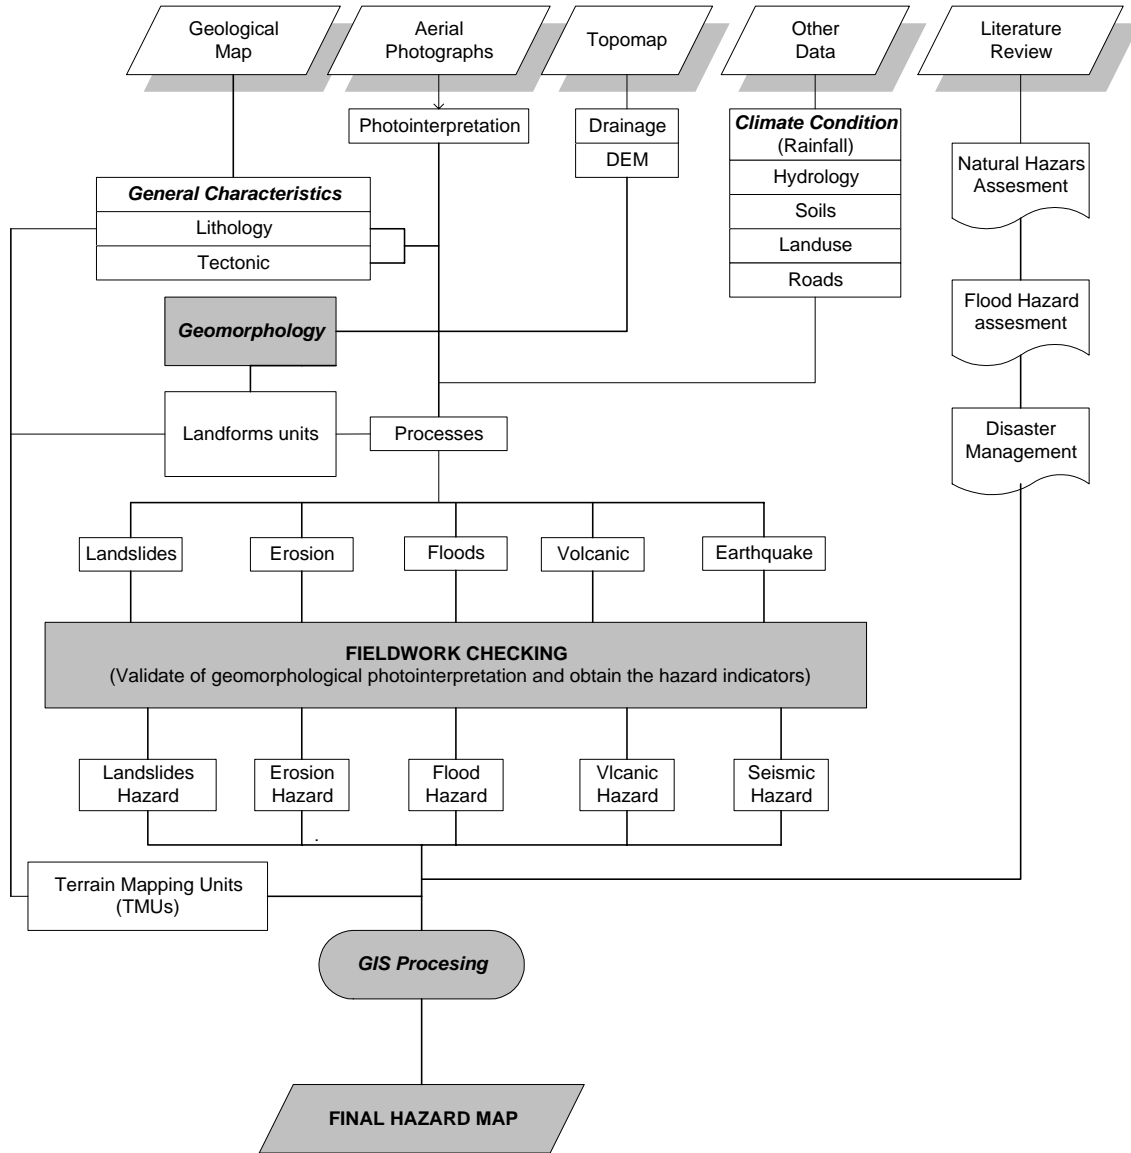 Geological
Map
Aerial
Photographs
Topomap
Other
Data
Literature
Review
Photointerpretation
Drainage
DEM
Climate Condition
(Rainfall)
Hydrology
Soils
Landuse
Roads
Natural Hazars
Assesment
General Characteristics
Lithology
Tectonic
Geomorphology
Flood Hazard
assesment
Landforms units
Processes
Disaster
Management
Landslides
Erosion
Floods
Volcanic
Earthquake
FIELDWORK CHECKING
(Validate of geomorphological photointerpretation and obtain the hazard indicators)
Landslides
Hazard
Erosion
Hazard
Flood
Hazard
Vlcanic
Hazard
Seismic
Hazard
Terrain Mapping Units
(TMUs)
GIS Procesing
FINAL HAZARD MAP